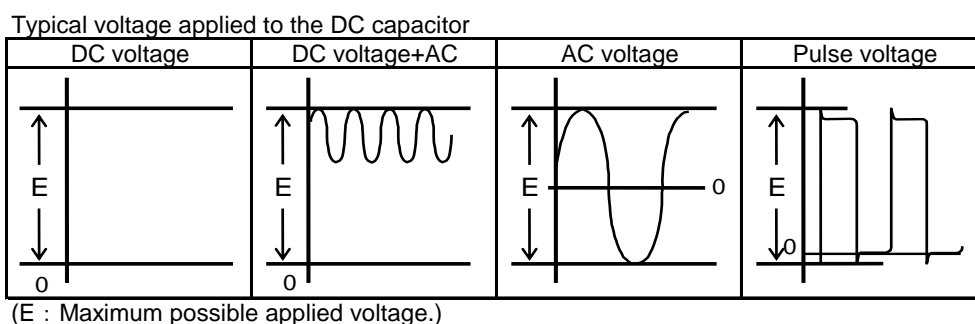 Typical voltage applied to the DC capacitor
DC voltage DC voltage+AC AC voltage Pulse voltage
E E E 0 E
0
0 0
(E：Maximum possible applied voltage.)